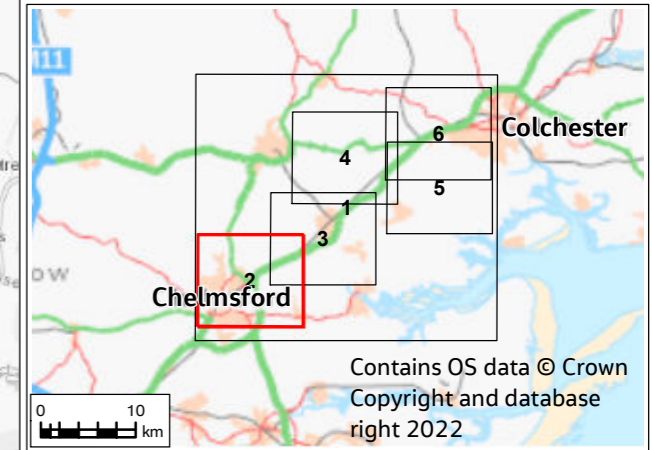 M11
Colchester
6
4
5
1
3
2
Chelmsford
Contains OS data © Crown
Copyright and database
right 2022
0 10
km